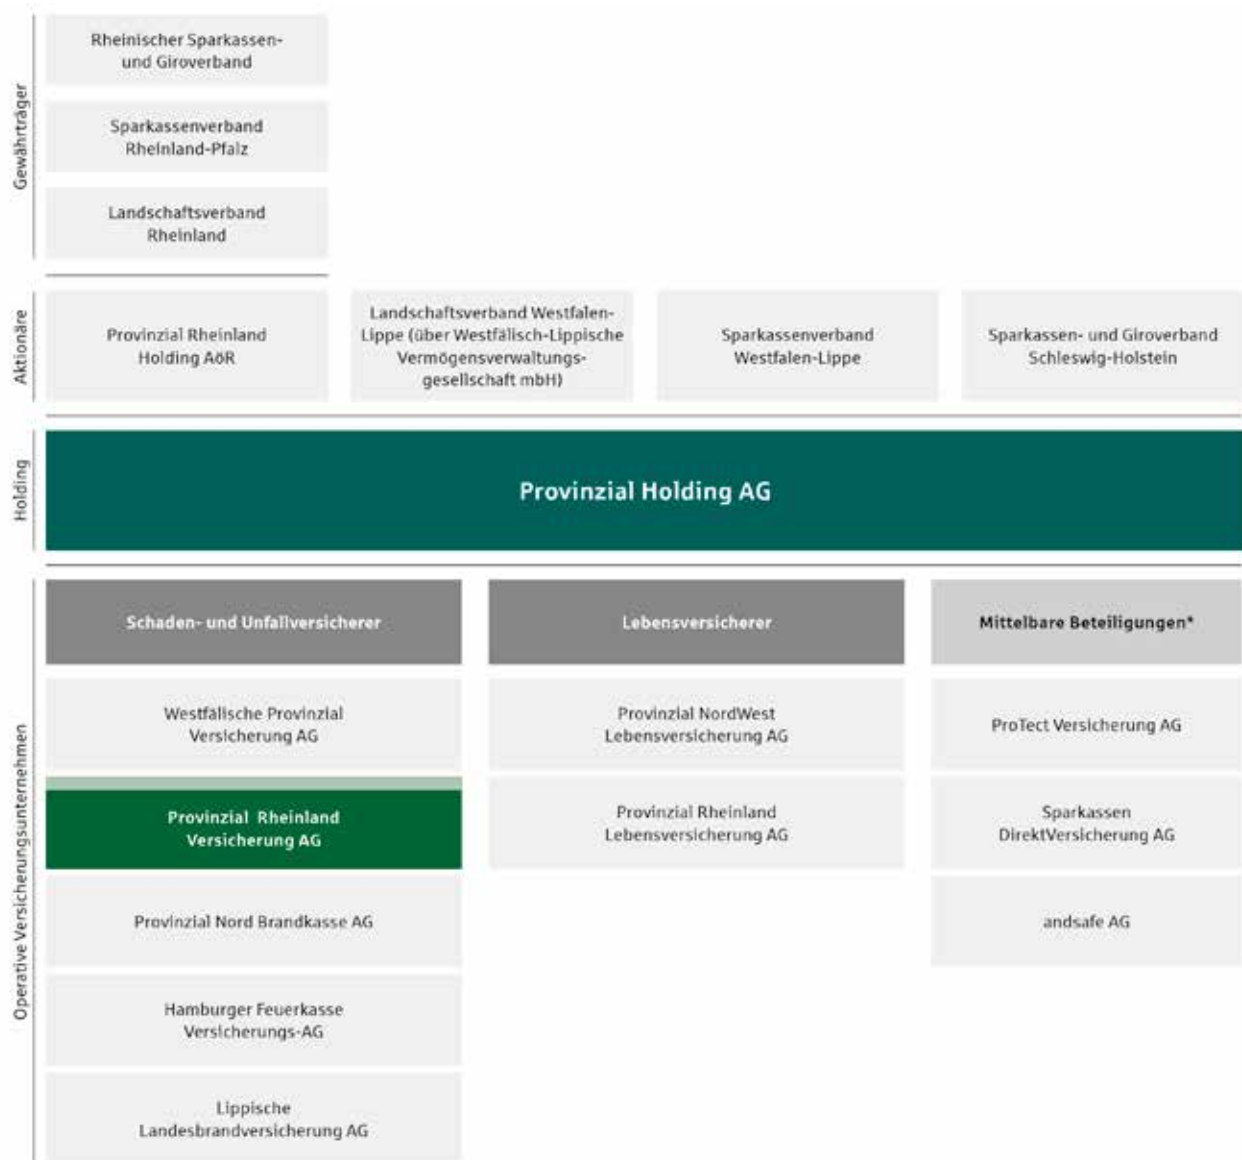 Gewährträger
Rheinischer Sparkassen-
und Giroverband
Sparkassenverband
Rheinland-Pfalz
Landschaftsverband
Rheinland
Aktionäre
Provinzial Rheinland
Holding AöR
Landschaftsverband Westfalen-
Lippe (über Westfälisch-Lippische
Vermögensverwaltungs-
gesellschaft mbH)
Sparkassenverband
Westfalen-Lippe
Sparkassen- und Giroverband
Schleswig-Holstein
Holding
Provinzial Holding AG
Operative Versicherungsunternehmen
Schaden- und Unfallversicherer
Westfälische Provinzial
Versicherung AG
Provinzial Rheinland
Versicherung AG
Provinzial Nord Brandkasse AG
Hamburger Feuerkasse
Versicherungs-AG
Lippische
Landesbrandversicherung AG
Lebensversicherer
Provinzial NordWest
Lebensversicherung AG
Provinzial Rheinland
Lebensversicherung AG
Mittelbare Beteiligungen*
ProTect Versicherung AG
Sparkassen
DirektVersicherung AG
andsafe AG